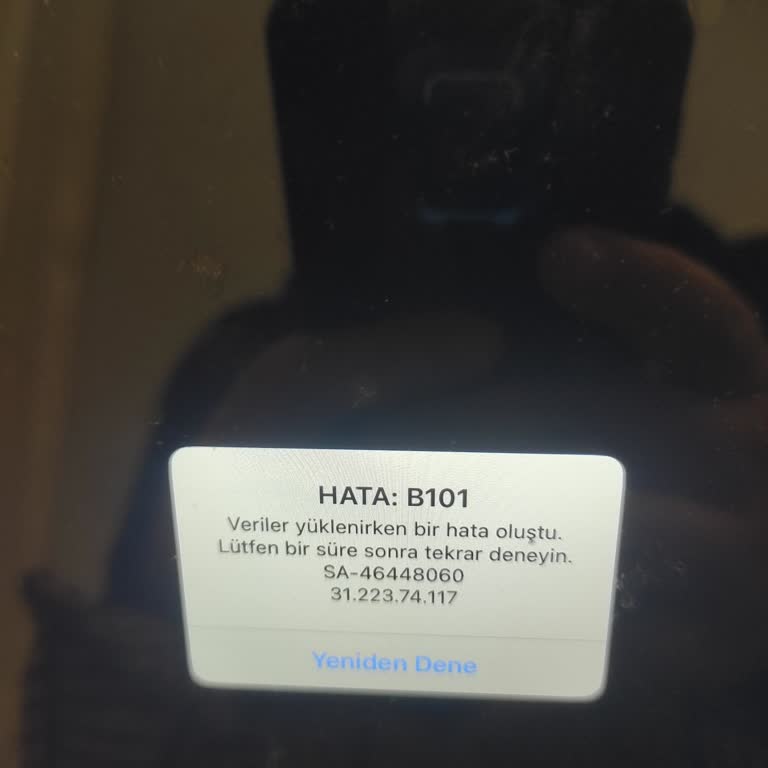 HATA: B101
Veriler yüklenirken bir hata oluştu.
Lütfen bir süre sonra tekrar deneyin.
SA-46448060
31.223.74.117
Yeniden Dene